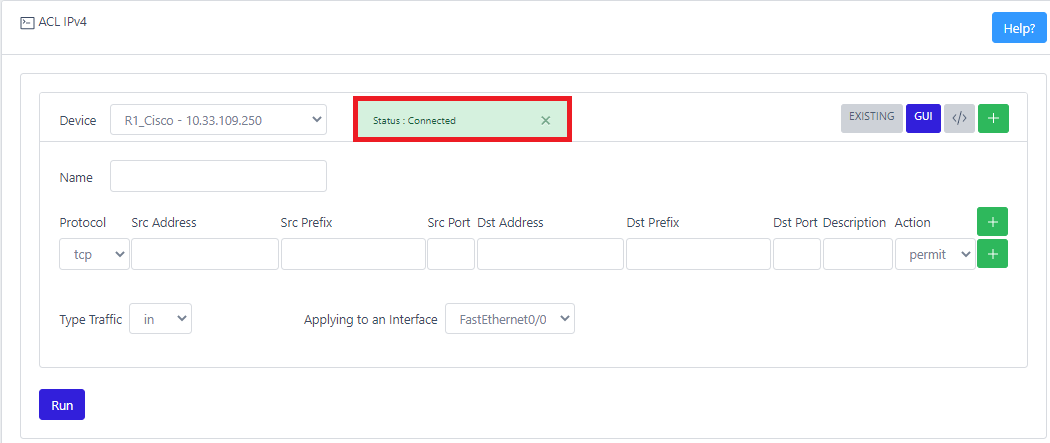 ACL IPv4
Help?
Device R1_Cisco - 10.33.109.250 Status : Connected × EXISTING GUI </> +
Name
Protocol Src Address Src Prefix Src Port Dst Address Dst Prefix Dst Port Description Action +
tcp permit +
Type Traffic in Applying to an Interface FastEthernet0/0
Run